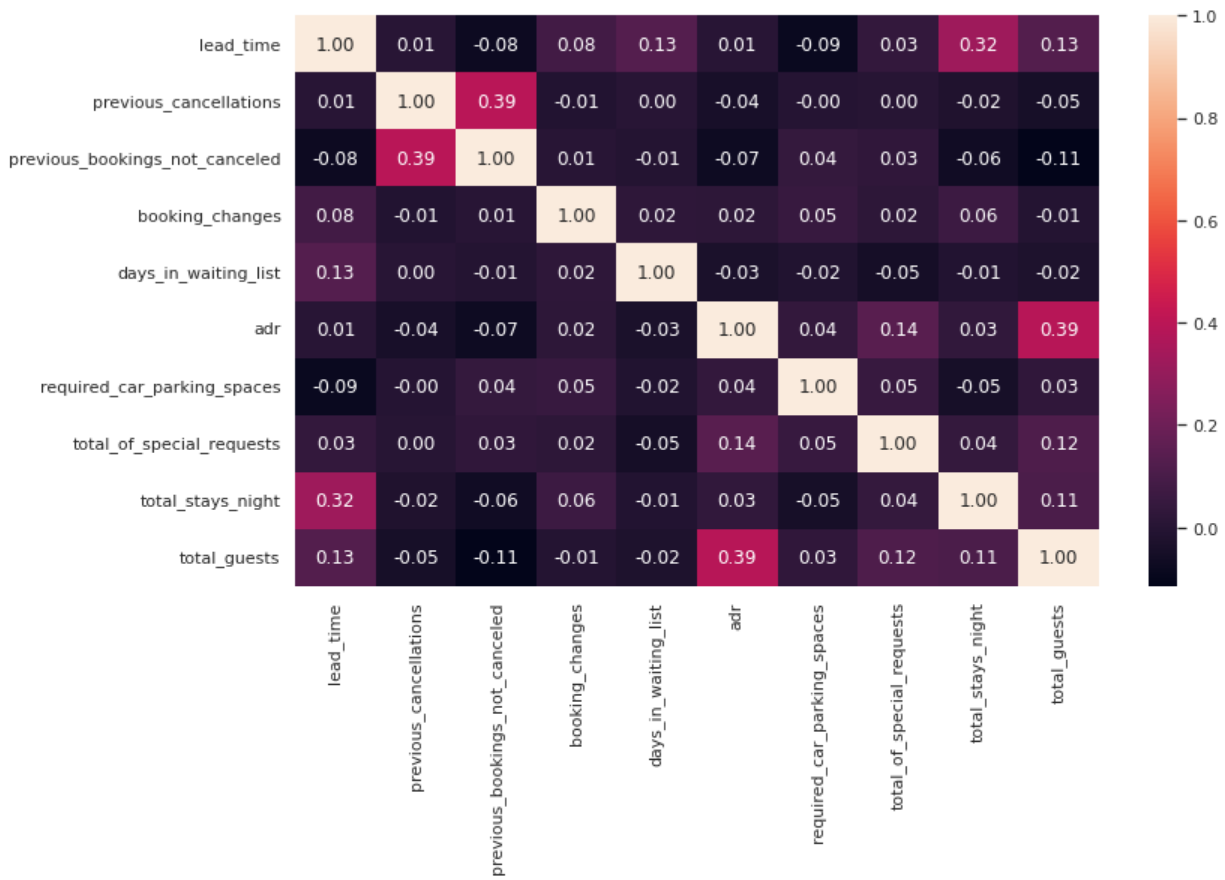 lead_time 1.00 0.01 -0.08 0.08 0.13 0.01 -0.09 0.03 0.32 0.13
previous_cancellations 0.01 1.00 0.39 -0.01 0.00 -0.04 -0.00 0.00 -0.02 -0.05
previous_bookings_not_canceled -0.08 0.39 1.00 0.01 -0.01 -0.07 0.04 0.03 -0.06 -0.11
booking_changes 0.08 -0.01 0.01 1.00 0.02 0.02 0.05 0.02 0.06 -0.01
days_in_waiting_list 0.13 0.00 -0.01 0.02 1.00 -0.03 -0.02 -0.05 -0.01 -0.02
adr 0.01 -0.04 -0.07 0.02 -0.03 1.00 0.04 0.14 0.03 0.39
required_car_parking_spaces -0.09 -0.00 0.04 0.05 -0.02 0.04 1.00 0.05 -0.05 0.03
total_of_special_requests 0.03 0.00 0.03 0.02 -0.05 0.14 0.05 1.00 0.04 0.12
total_stays_night 0.32 -0.02 -0.06 0.06 -0.01 0.03 -0.05 0.04 1.00 0.11
total_guests 0.13 -0.05 -0.11 -0.01 -0.02 0.39 0.03 0.12 0.11 1.00
lead_time
previous_cancellations
previous_bookings_not_canceled
booking_changes
days_in_waiting_list
adr
required_car_parking_spaces
total_of_special_requests
total_stays_night
total_guests
1.0
0.8
0.6
0.4
0.2
0.0